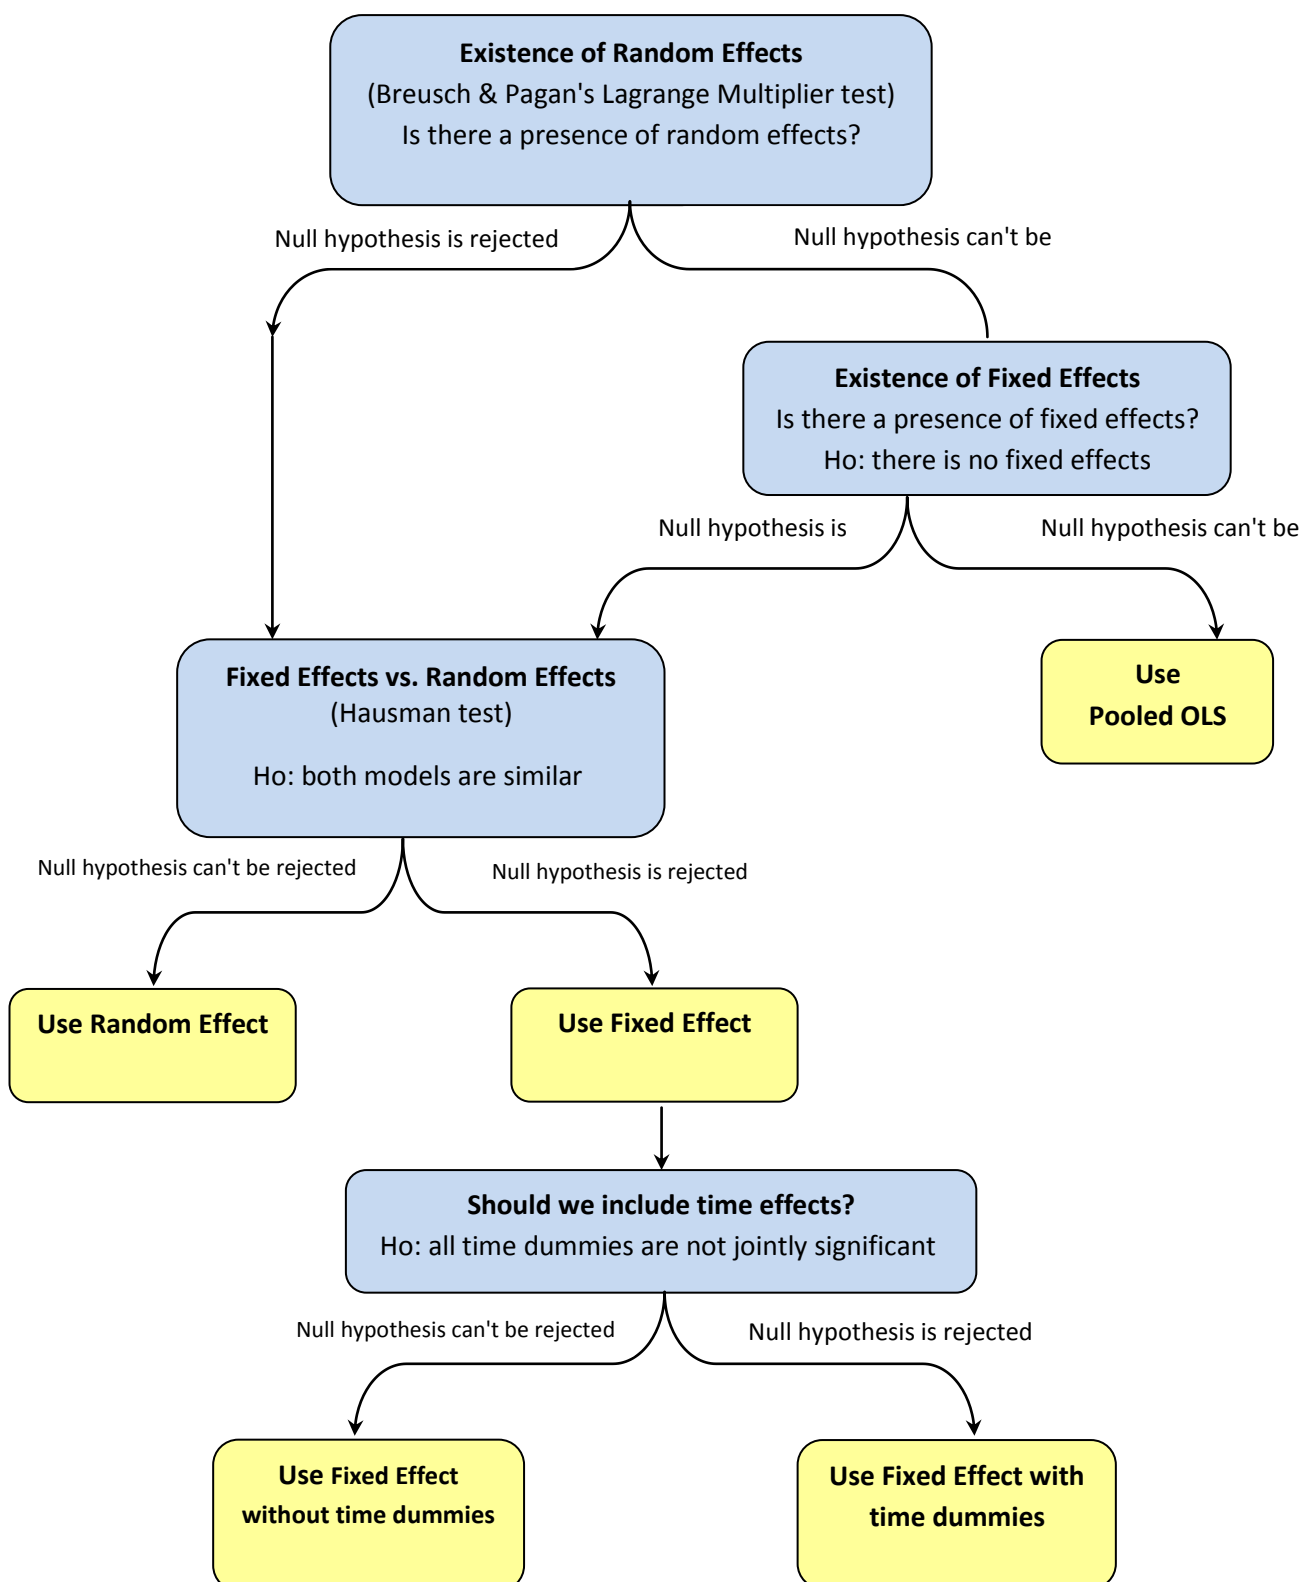 Existence of Random Effects
(Breusch & Pagan's Lagrange Multiplier test)
Is there a presence of random effects?
Null hypothesis is rejected
Null hypothesis can't be
Existence of Fixed Effects
Is there a presence of fixed effects?
Ho: there is no fixed effects
Null hypothesis is
Null hypothesis can't be
Fixed Effects vs. Random Effects
(Hausman test)
Ho: both models are similar
Use
Pooled OLS
Null hypothesis can't be rejected
Null hypothesis is rejected
Use Random Effect
Use Fixed Effect
Should we include time effects?
Ho: all time dummies are not jointly significant
Null hypothesis can't be rejected
Null hypothesis is rejected
Use Fixed Effect
without time dummies
Use Fixed Effect with
time dummies